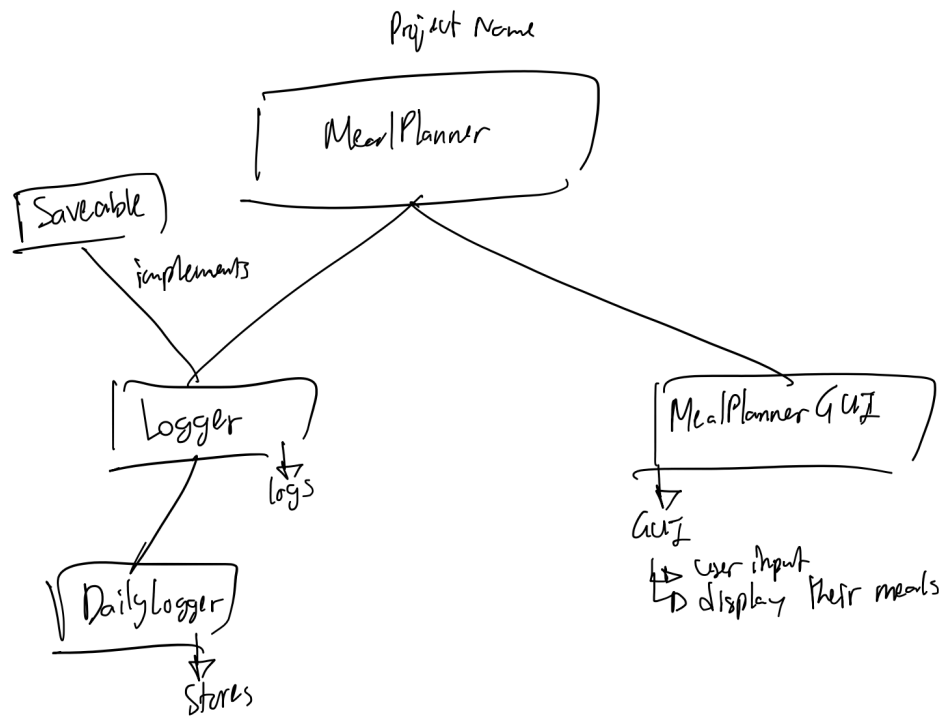 Project Name
MealPlanner
Saveable
implements
Logger
logs
MealPlanner GUI
GUI
user input
display their meals
DailyLogger
Stores